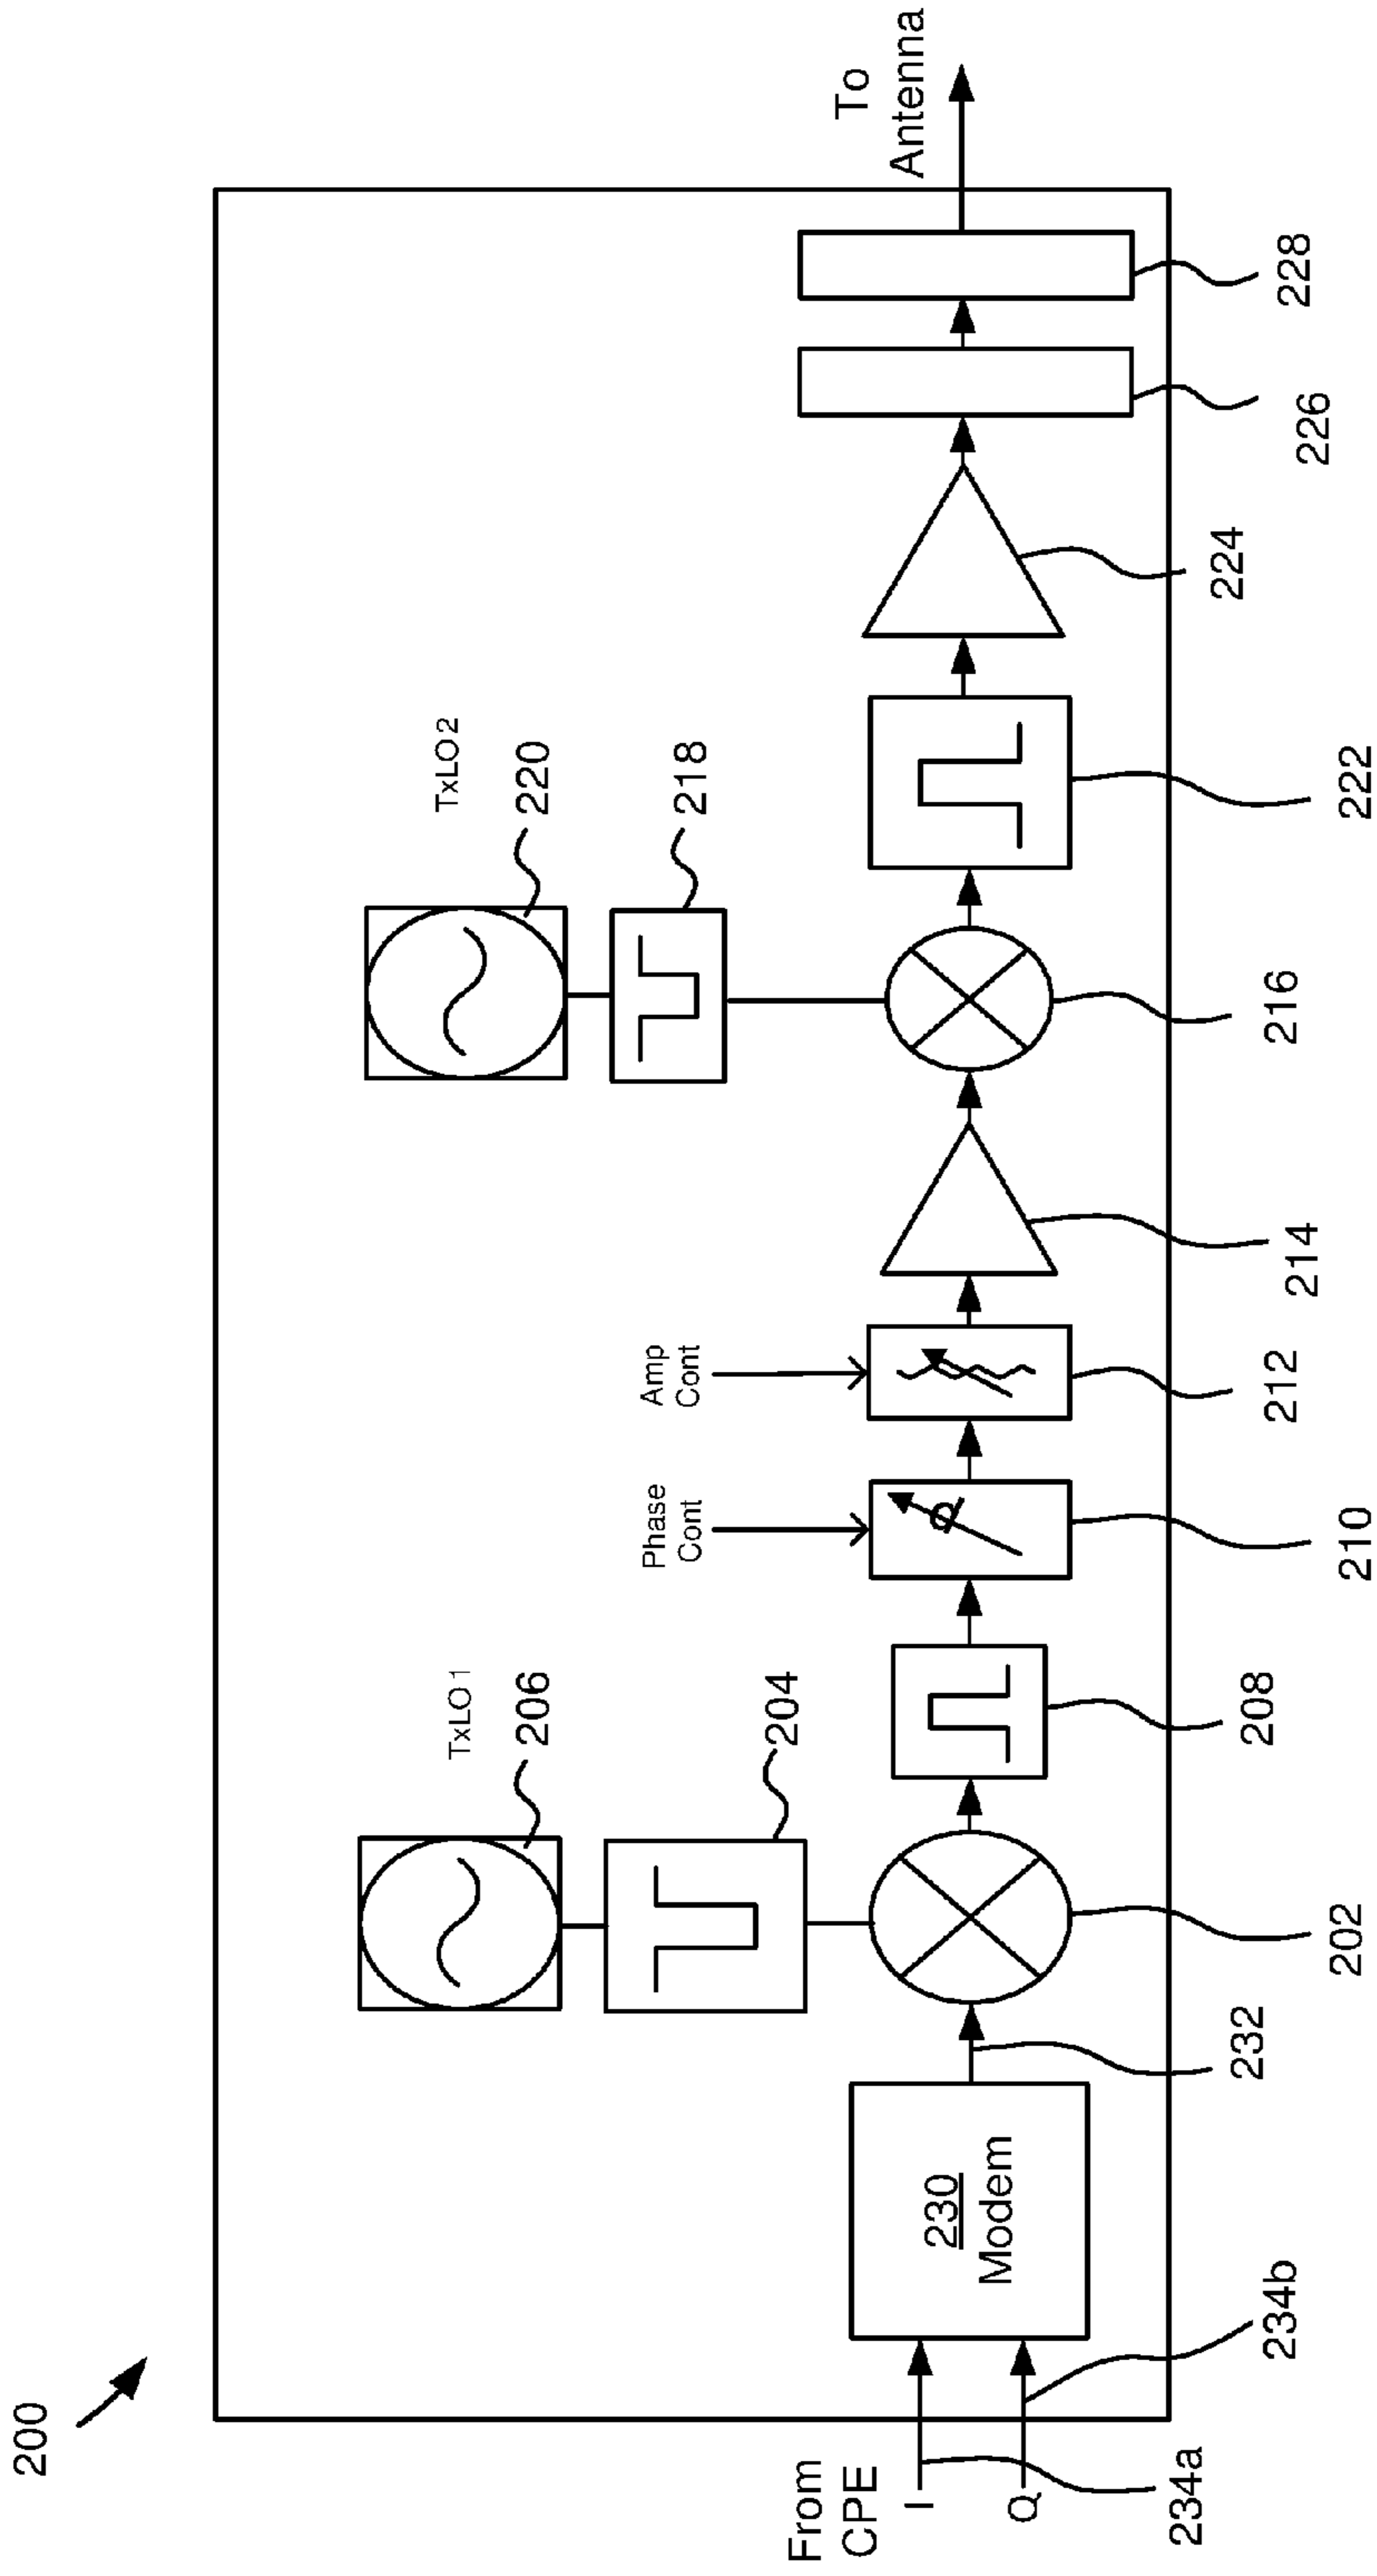 200
TxLO1
206
204
TxLO2
220
218
Phase
Cont
Amp
Cont
From
CPE
I
Q
234a
234b
230
Modem
232
202
208
210
212
214
216
222
224
226
228
To
Antenna